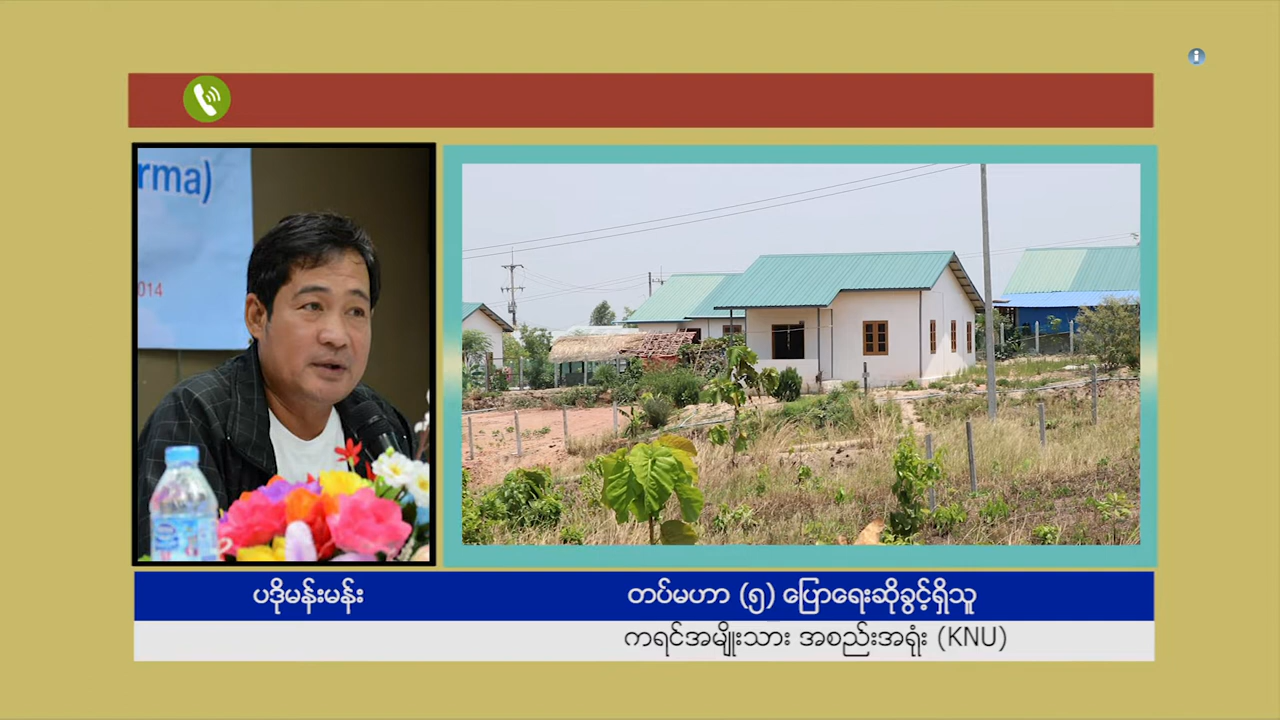 rma)
014
ပဒိုမန်းမန်း
တပ်မဟာ (၅) ပြောရေးဆိုခွင့်ရှိသူ
ကရင်အမျိုးသား အစည်းအရုံး (KNU)